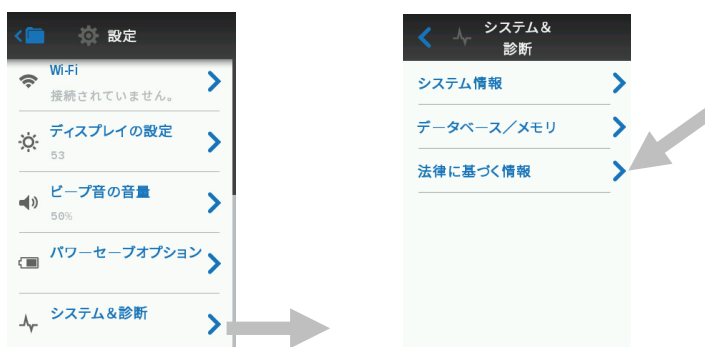 設定
Wi-Fi
接続されていません。
ディスプレイの設定
53
ビープ音の音量
50%
パワーセーブオプション
システム&診断
システム&
診断
システム情報
データベース／メモリ
法律に基づく情報